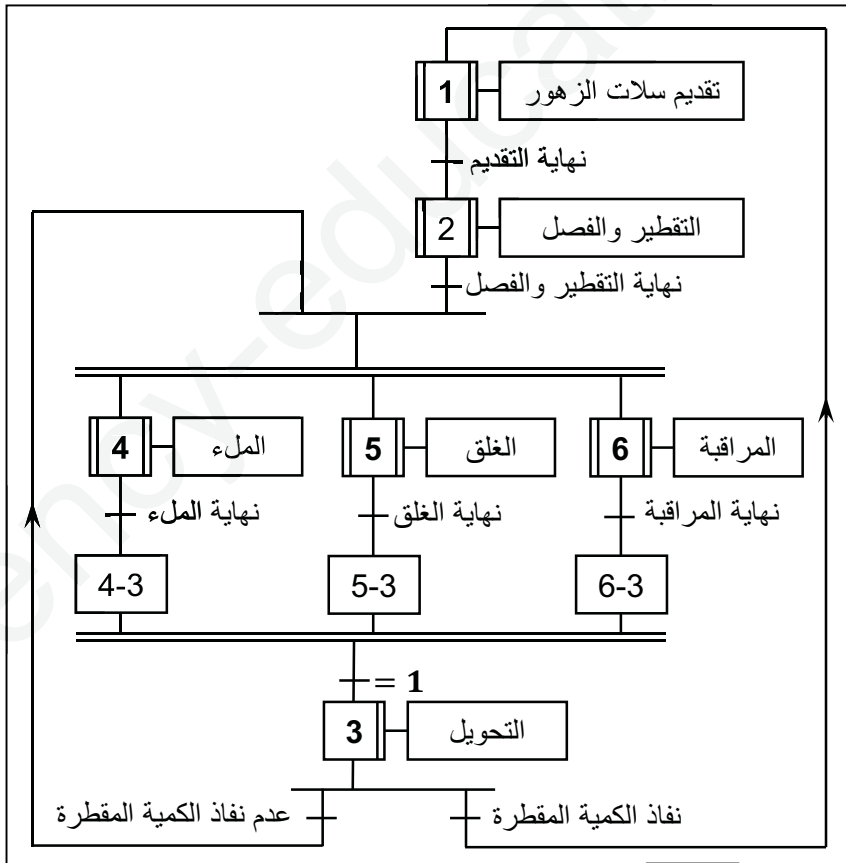 1 تقديم سلات الزهور
نهاية التقديم
2 التقطير والفصل
نهاية التقطير والفصل
4 الملء
5 الغلق
6 المراقبة
نهاية الملء
نهاية الغلق
نهاية المراقبة
4-3
5-3
6-3
= 1
3 التحويل
عدم نفاذ الكمية المقطرة
نفاذ الكمية المقطرة
ency-educat